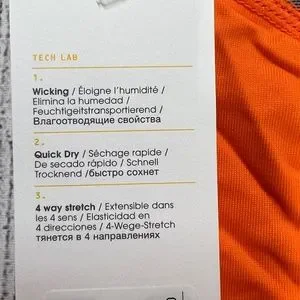 TECH LAB
1.
Wicking / Éloigne l'humidité /
Elimina la humedad /
Feuchtigkeitstransportierend /
Влагоотводящие свойства
2.
Quick Dry / Séchage rapide /
De secado rápido / Schnell
Trocknend /быстро сохнет
3.
4 way stretch / Extensible dans
les 4 sens / Elasticidad en
4 direcciones / 4-Wege-Stretch
тянется в 4 направлениях